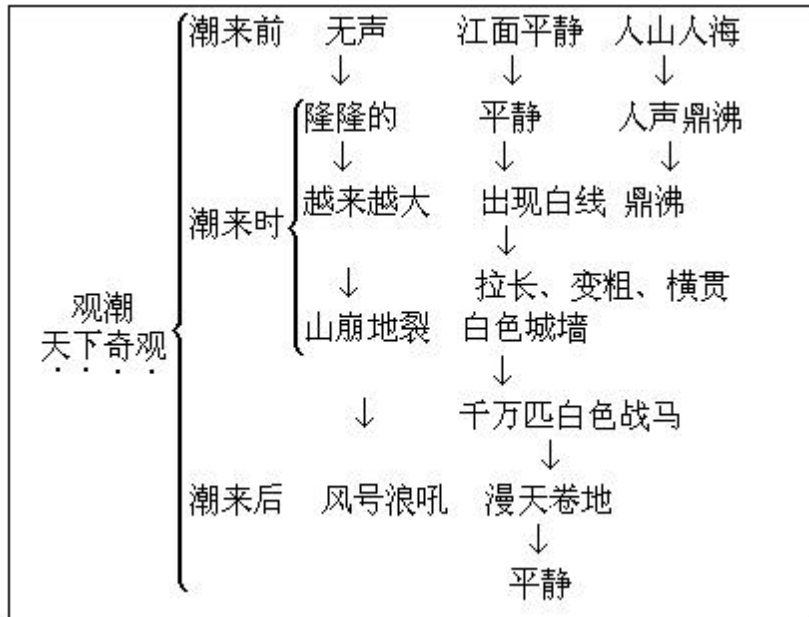 潮来前 无声 江面平静 人山人海
↓ ↓ ↓
隆隆的 平静 人声鼎沸
↓ ↓ ↓
潮来时 越来越大 出现白线 鼎沸
↓
↓ 拉长、变粗、横贯
观潮
山崩地裂 白色城墙
天下奇观
↓
↓ 千万匹白色战马
↓
潮来后 风号浪吼 漫天卷地
↓
平静